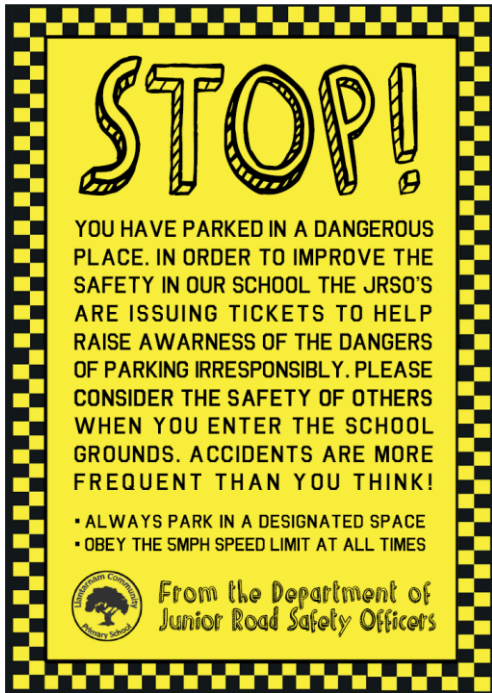 STOP!
YOU HAVE PARKED IN A DANGEROUS
PLACE. IN ORDER TO IMPROVE THE
SAFETY IN OUR SCHOOL THE JRSO'S
ARE ISSUING TICKETS TO HELP
RAISE AWARNESS OF THE DANGERS
OF PARKING IRRESPONSIBLY. PLEASE
CONSIDER THE SAFETY OF OTHERS
WHEN YOU ENTER THE SCHOOL
GROUNDS. ACCIDENTS ARE MORE
FREQUENT THAN YOU THINK!
• ALWAYS PARK IN A DESIGNATED SPACE
• OBEY THE 5MPH SPEED LIMIT AT ALL TIMES
Llantarnam Community
Primary School
From the Department of
Junior Road Safety Officers